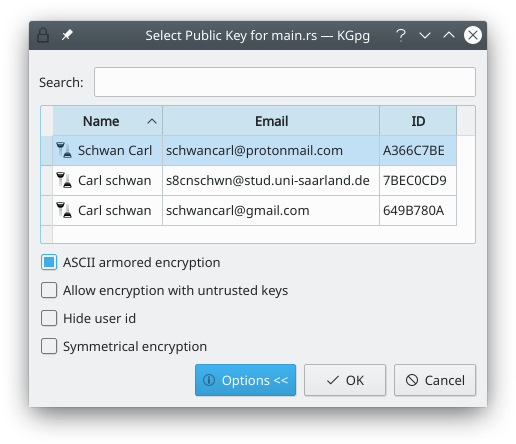 Select Public Key for main.rs — KGpg
Search:
Name Email ID
Schwan Carl schwancarl@protonmail.com A366C7BE
Carl schwan s8cnschwn@stud.uni-saarland.de 7BEC0CD9
Carl schwan schwancarl@gmail.com 649B780A
ASCII armored encryption
Allow encryption with untrusted keys
Hide user id
Symmetrical encryption
Options << OK Cancel